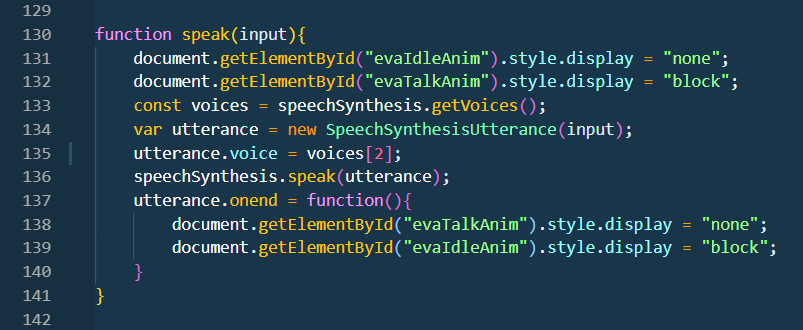 129
130 function speak(input){
131 document.getElementById("evaIdleAnim").style.display = "none";
132 document.getElementById("evaTalkAnim").style.display = "block";
133 const voices = speechSynthesis.getVoices();
134 var utterance = new SpeechSynthesisUtterance(input);
135 utterance.voice = voices[2];
136 speechSynthesis.speak(utterance);
137 utterance.onend = function(){
138 document.getElementById("evaTalkAnim").style.display = "none";
139 document.getElementById("evaIdleAnim").style.display = "block";
140 }
141 }
142